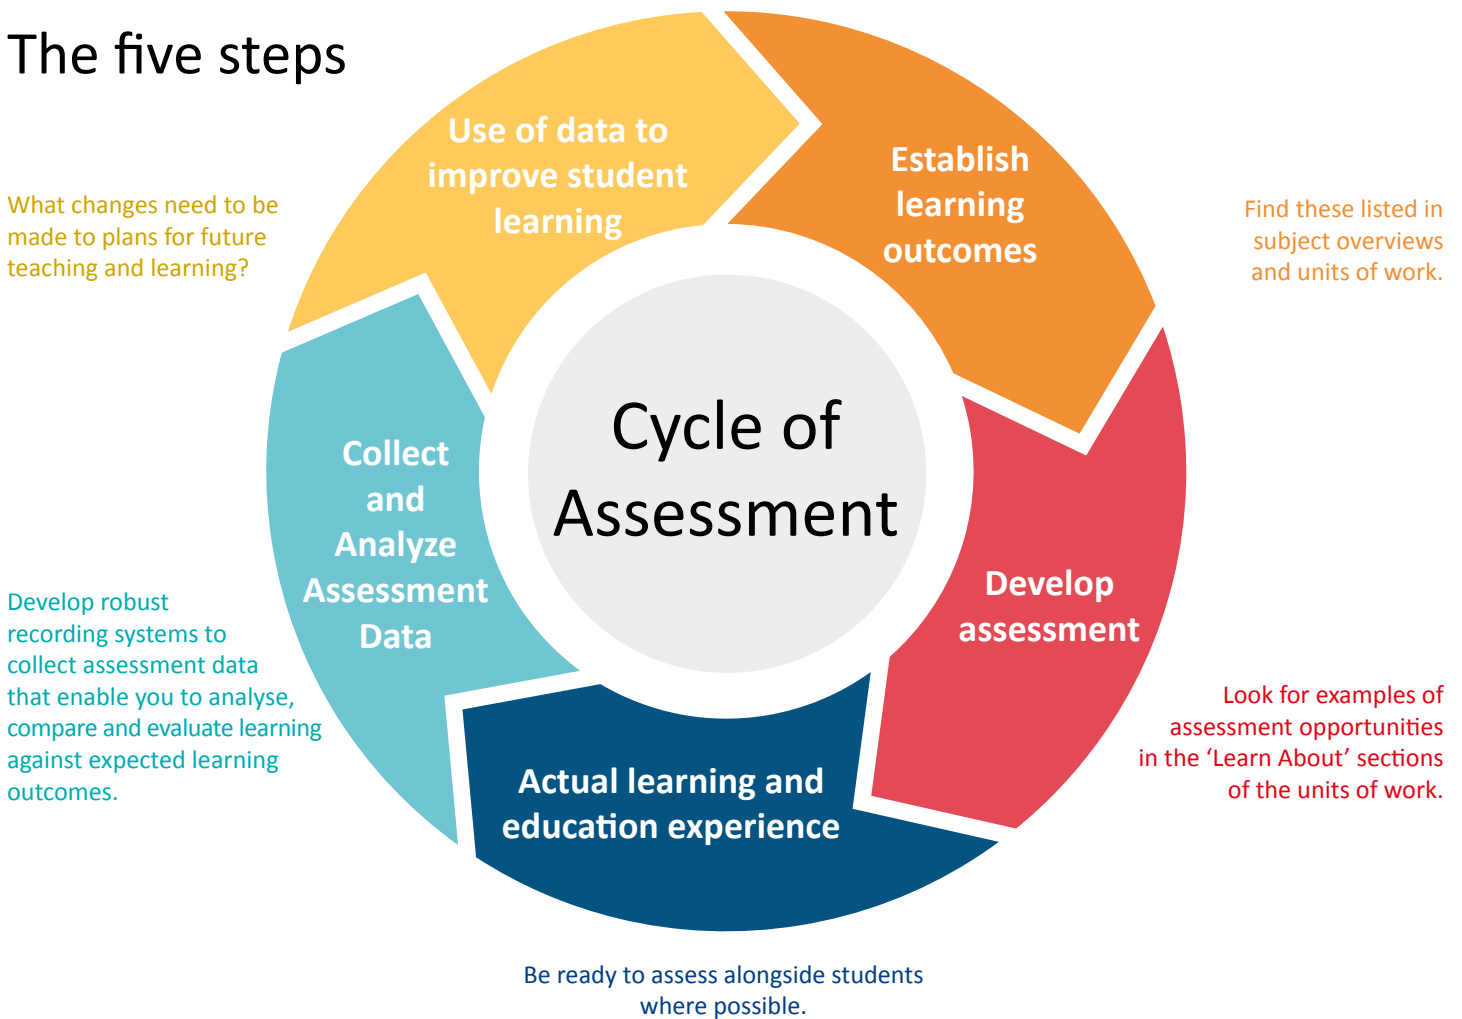 The five steps
Use of data to
improve student
learning
What changes need to be
made to plans for future
teaching and learning?
Establish
learning
outcomes
Find these listed in
subject overviews
and units of work.
Cycle of
Assessment
Develop
assessment
Look for examples of
assessment opportunities
in the ‘Learn About’ sections
of the units of work.
Actual learning and
education experience
Be ready to assess alongside students
where possible.
Collect
and
Analyze
Assessment
Data
Develop robust
recording systems to
collect assessment data
that enable you to analyse,
compare and evaluate learning
against expected learning
outcomes.